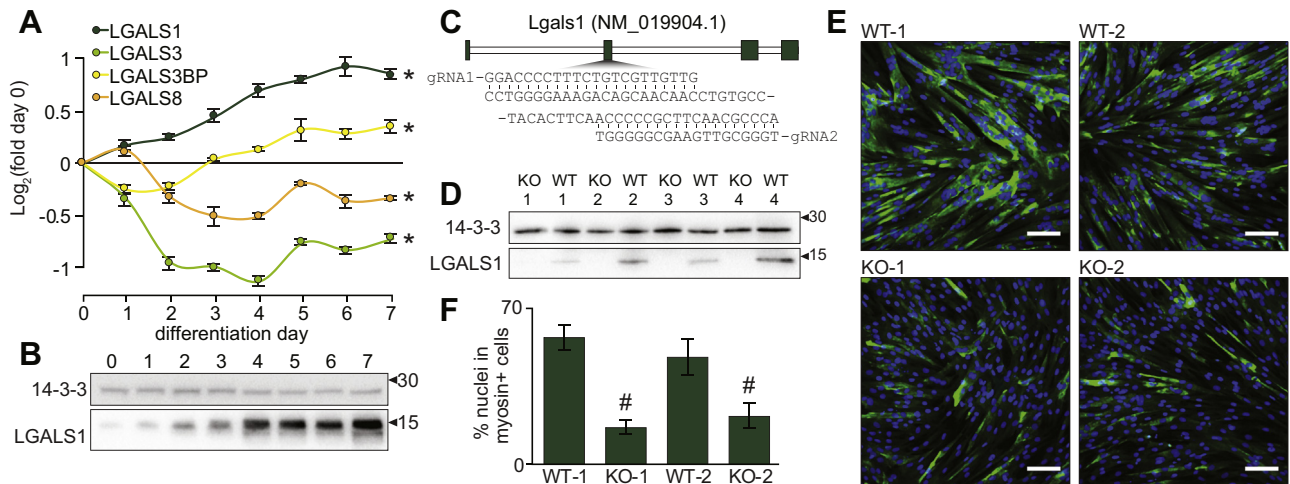 A
LGALS1
LGALS3
LGALS3BP
LGALS8
Log2(fold day 0)
1
0.5
0
-0.5
-1
*
*
*
*
0 1 2 3 4 5 6 7
differentiation day
B
0 1 2 3 4 5 6 7
14-3-3
30
LGALS1
15
C
Lgals1 (NM_019904.1)
gRNA1-GGACCCCTTTCTGTCGTTGTTG
CCTGGGGAAAGACAGCAACAACCTGTGCC-
-TACACTTCAACCCCCGCTTCAACGCCCA
TGGGGGCGAAGTTGCGGGT-gRNA2
D
KO WT KO WT KO WT KO WT
1 1 2 2 3 3 4 4
14-3-3
30
LGALS1
15
F
% nuclei in
myosin+ cells
70
0
#
#
WT-1 KO-1 WT-2 KO-2
E
WT-1
WT-2
KO-1
KO-2